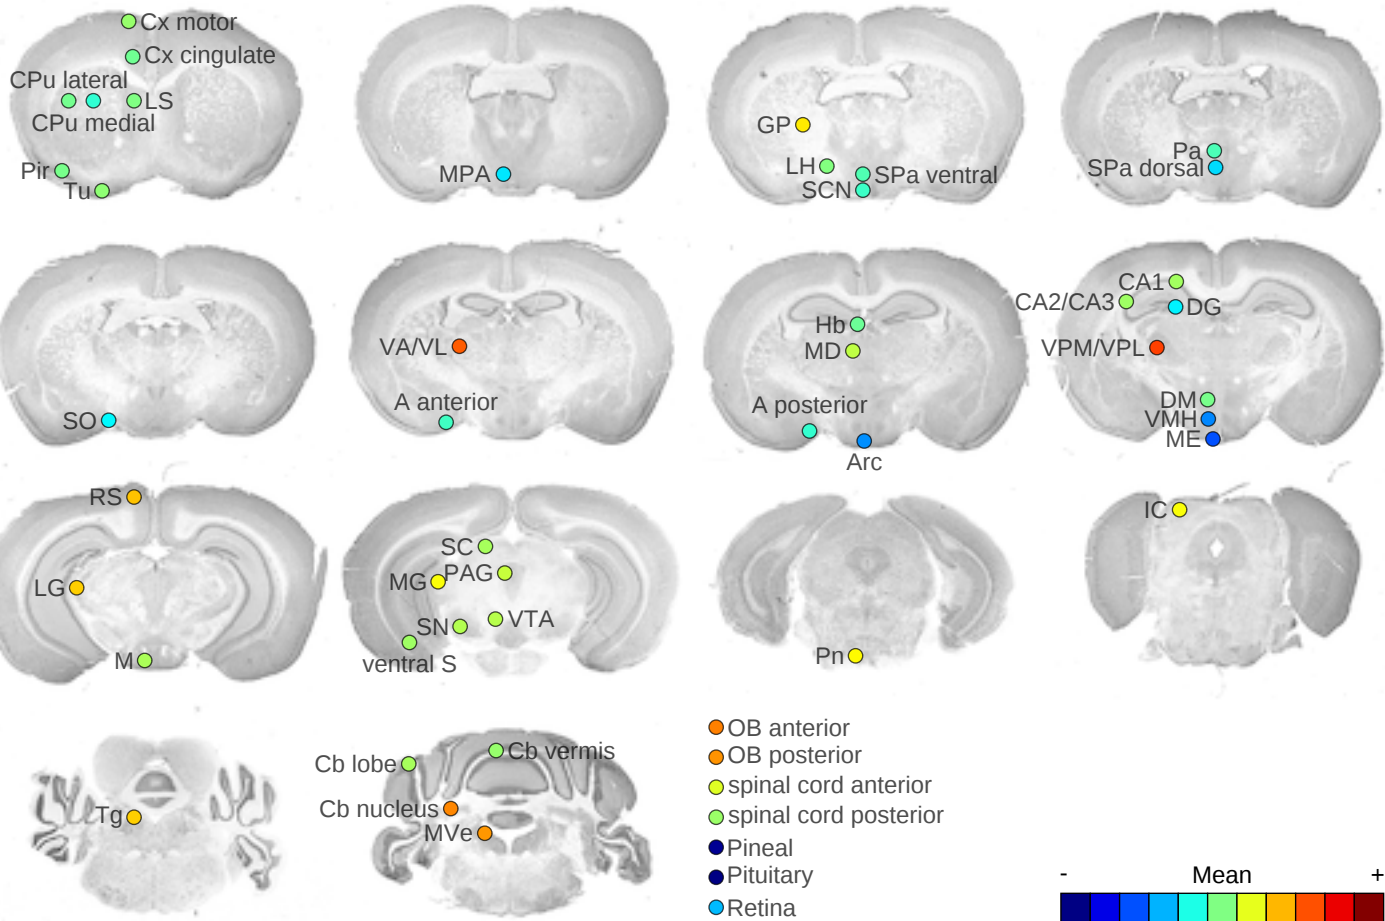 Cx motor
Cx cingulate
CPu lateral
LS
CPu medial
Pir
Tu
MPA
GP
LH
SPa ventral
SCN
Pa
SPa dorsal
SO
VA/VL
A anterior
Hb
MD
A posterior
Arc
CA1
CA2/CA3
DG
VPM/VPL
DM
VMH
ME
RS
LG
M
SC
MG
PAG
SN
VTA
ventral S
Pn
IC
Tg
Cb lobe
Cb vermis
Cb nucleus
MVe
OB anterior
OB posterior
spinal cord anterior
spinal cord posterior
Pineal
Pituitary
Retina
- Mean +